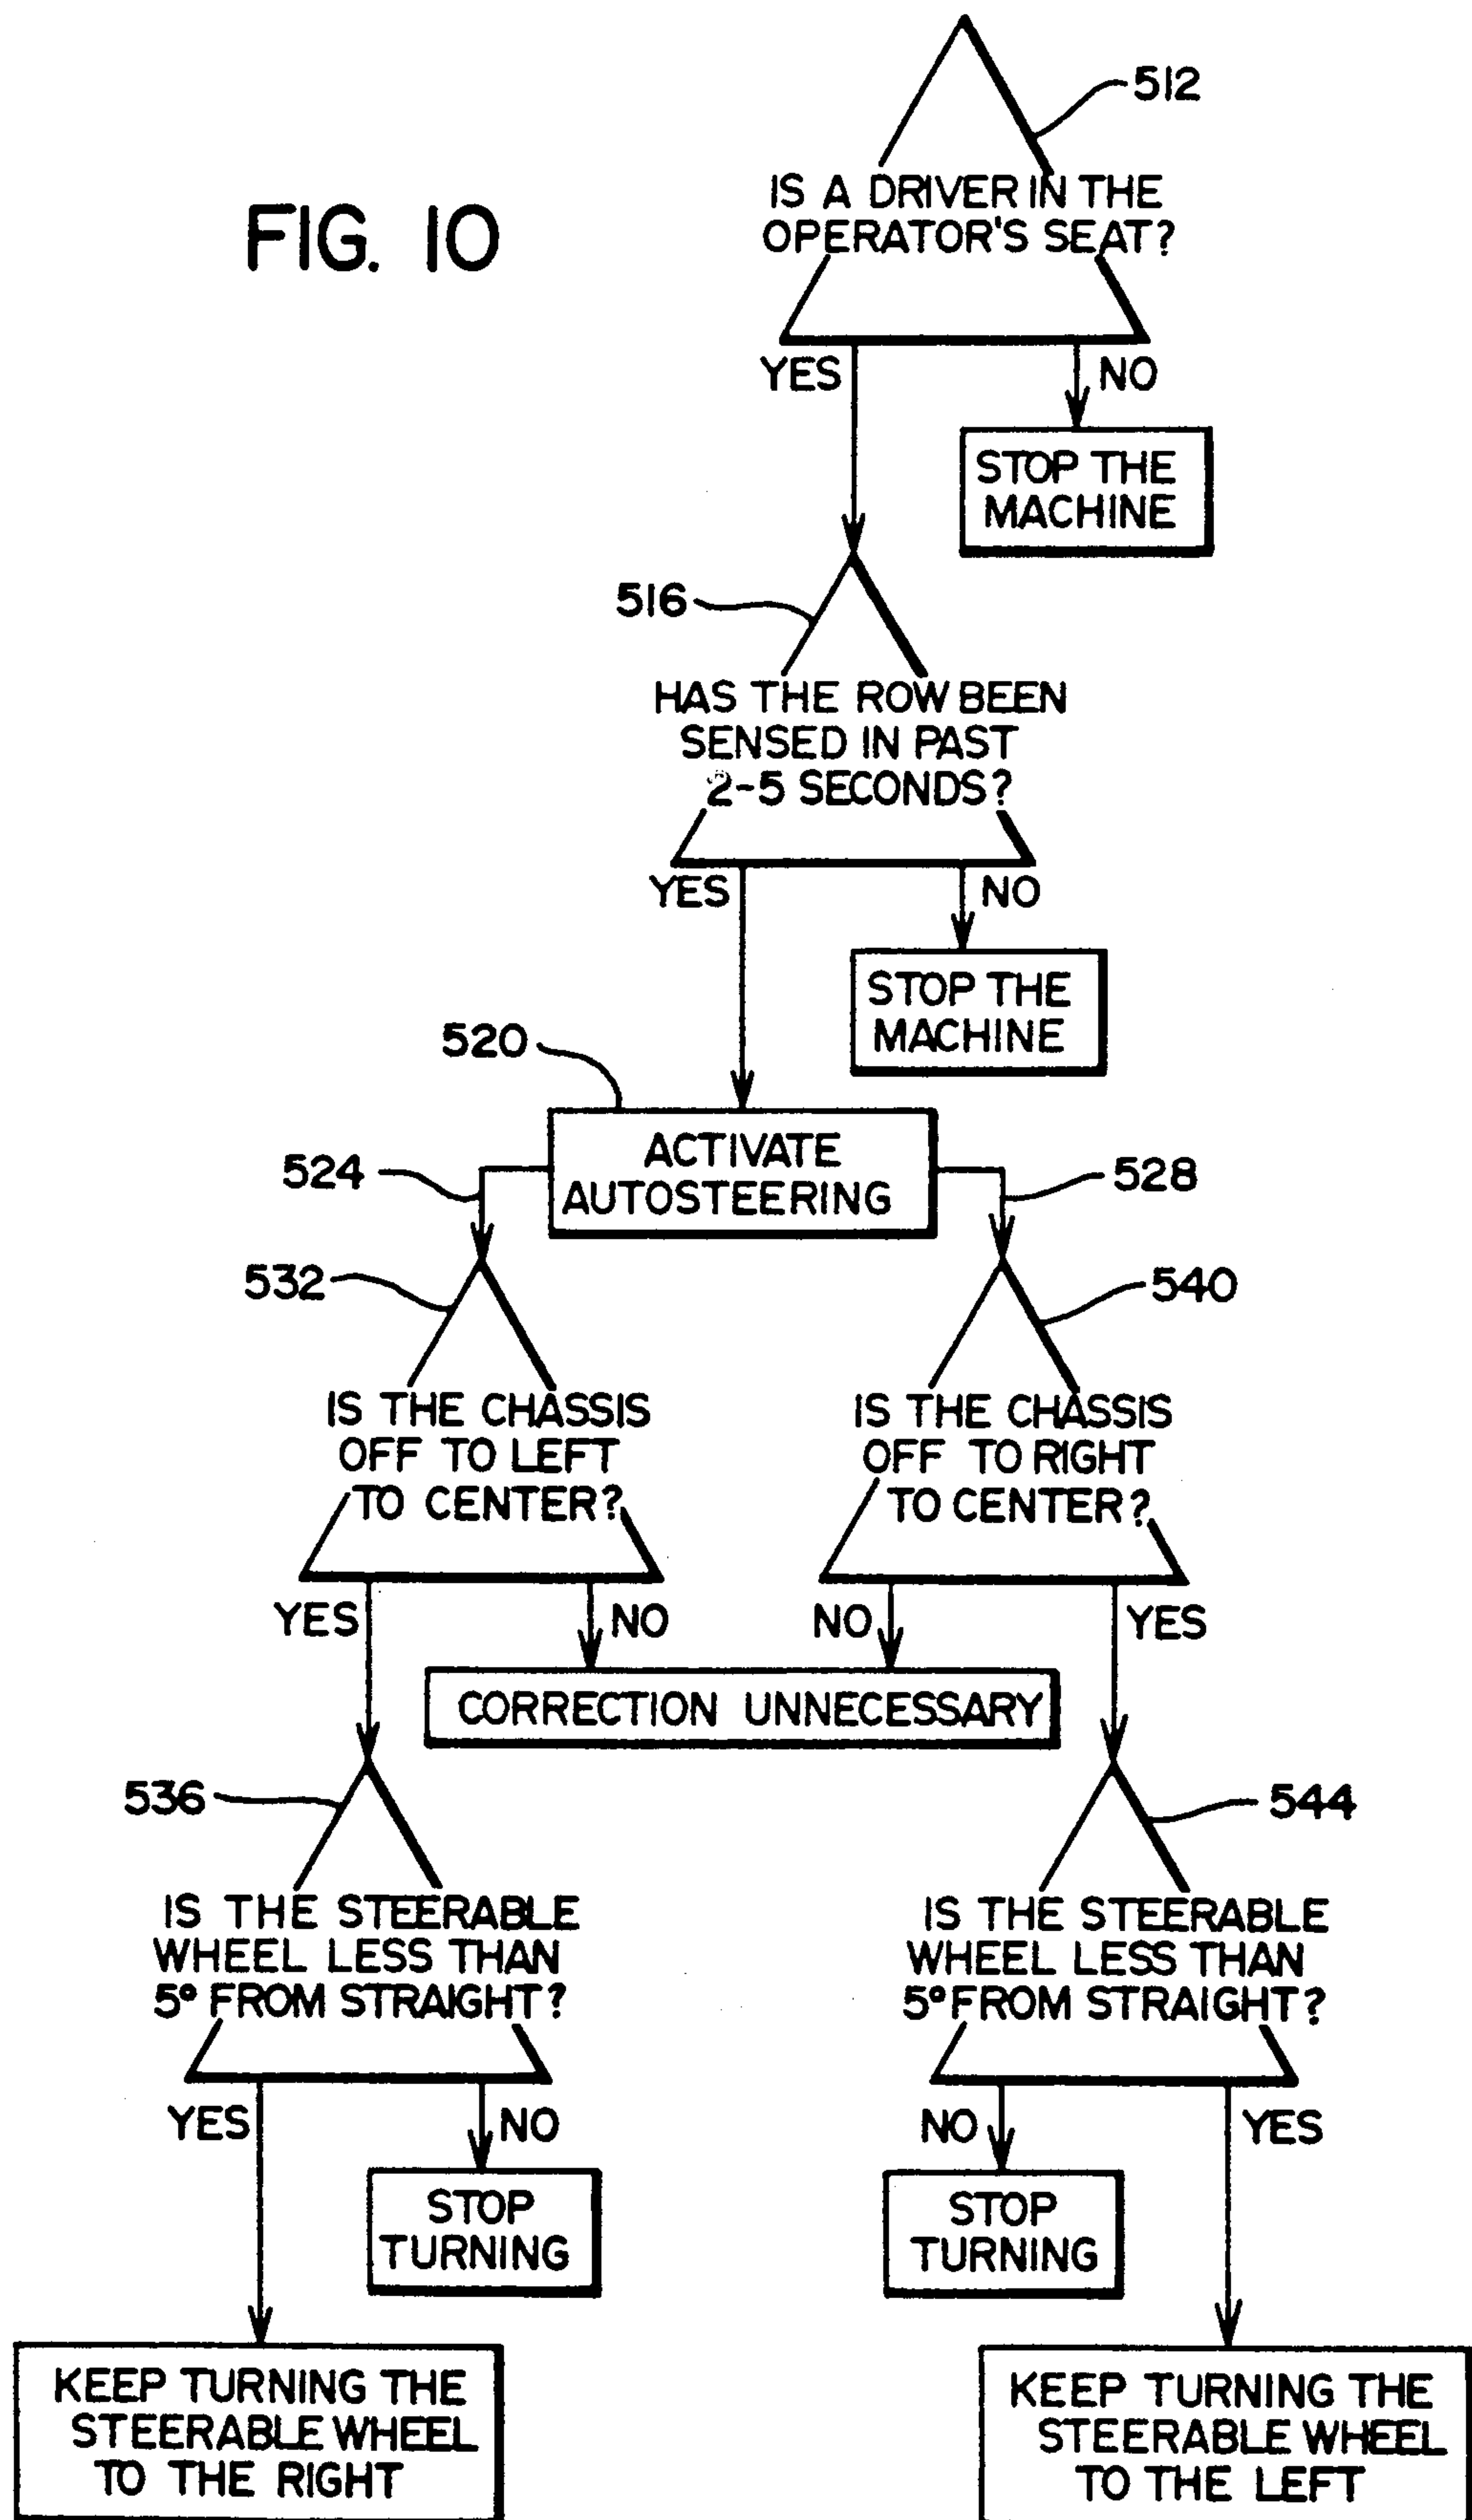 FIG. 10
512
IS A DRIVER IN THE
OPERATOR'S SEAT?
YES
NO
STOP THE
MACHINE
516
HAS THE ROW BEEN
SENSED IN PAST
2-5 SECONDS?
YES
NO
STOP THE
MACHINE
520
ACTIVATE
AUTOSTEERING
524
528
532
540
IS THE CHASSIS
OFF TO LEFT
TO CENTER?
IS THE CHASSIS
OFF TO RIGHT
TO CENTER?
YES
NO
NO
YES
CORRECTION UNNECESSARY
536
544
IS THE STEERABLE
WHEEL LESS THAN
5° FROM STRAIGHT?
IS THE STEERABLE
WHEEL LESS THAN
5° FROM STRAIGHT?
YES
NO
NO
YES
STOP
TURNING
STOP
TURNING
KEEP TURNING THE
STEERABLE WHEEL
TO THE RIGHT
KEEP TURNING THE
STEERABLE WHEEL
TO THE LEFT